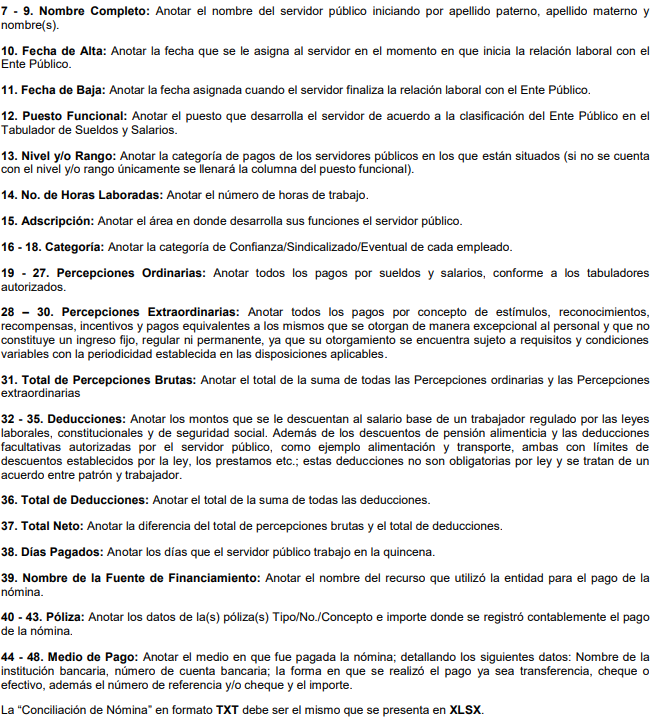 7 - 9. Nombre Completo: Anotar el nombre del servidor público iniciando por apellido paterno, apellido materno y
nombre(s).
10. Fecha de Alta: Anotar la fecha que se le asigna al servidor en el momento en que inicia la relación laboral con el
Ente Público.
11. Fecha de Baja: Anotar la fecha asignada cuando el servidor finaliza la relación laboral con el Ente Público.
12. Puesto Funcional: Anotar el puesto que desarrolla el servidor de acuerdo a la clasificación del Ente Público en el
Tabulador de Sueldos y Salarios.
13. Nivel y/o Rango: Anotar la categoría de pagos de los servidores públicos en los que están situados (si no se cuenta
con el nivel y/o rango únicamente se llenará la columna del puesto funcional).
14. No. de Horas Laboradas: Anotar el número de horas de trabajo.
15. Adscripción: Anotar el área en donde desarrolla sus funciones el servidor público.
16 - 18. Categoría: Anotar la categoría de Confianza/Sindicalizado/Eventual de cada empleado.
19 - 27. Percepciones Ordinarias: Anotar todos los pagos por sueldos y salarios, conforme a los tabuladores
autorizados.
28 – 30. Percepciones Extraordinarias: Anotar todos los pagos por concepto de estímulos, reconocimientos,
recompensas, incentivos y pagos equivalentes a los mismos que se otorgan de manera excepcional al personal y que no
constituye un ingreso fijo, regular ni permanente, ya que su otorgamiento se encuentra sujeto a requisitos y condiciones
variables con la periodicidad establecida en las disposiciones aplicables.
31. Total de Percepciones Brutas: Anotar el total de la suma de todas las Percepciones ordinarias y las Percepciones
extraordinarias
32 - 35. Deducciones: Anotar los montos que se le descuentan al salario base de un trabajador regulado por las leyes
laborales, constitucionales y de seguridad social. Además de los descuentos de pensión alimenticia y las deducciones
facultativas autorizadas por el servidor público, como ejemplo alimentación y transporte, ambas con límites de
descuentos establecidos por la ley, los prestamos etc.; estas deducciones no son obligatorias por ley y se tratan de un
acuerdo entre patrón y trabajador.
36. Total de Deducciones: Anotar el total de la suma de todas las deducciones.
37. Total Neto: Anotar la diferencia del total de percepciones brutas y el total de deducciones.
38. Días Pagados: Anotar los días que el servidor público trabajo en la quincena.
39. Nombre de la Fuente de Financiamiento: Anotar el nombre del recurso que utilizó la entidad para el pago de la
nómina.
40 - 43. Póliza: Anotar los datos de la(s) póliza(s) Tipo/No./Concepto e importe donde se registró contablemente el pago
de la nómina.
44 - 48. Medio de Pago: Anotar el medio en que fue pagada la nómina; detallando los siguientes datos: Nombre de la
institución bancaria, número de cuenta bancaria; la forma en que se realizó el pago ya sea transferencia, cheque o
efectivo, además el número de referencia y/o cheque y el importe.
La “Conciliación de Nómina” en formato TXT debe ser el mismo que se presenta en XLSX.